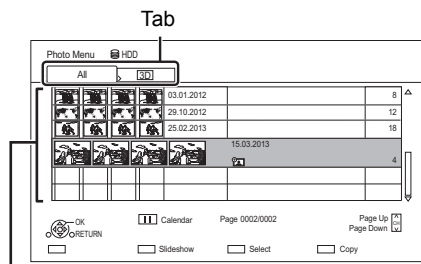 Tab
Photo Menu HDD
All 3D
03.01.2012 8
29.10.2012 12
25.02.2013 18
15.03.2013
4
OK
RETURN
Calendar Page 0002/0002 Page Up
Page Down
CH
Slideshow Select Copy